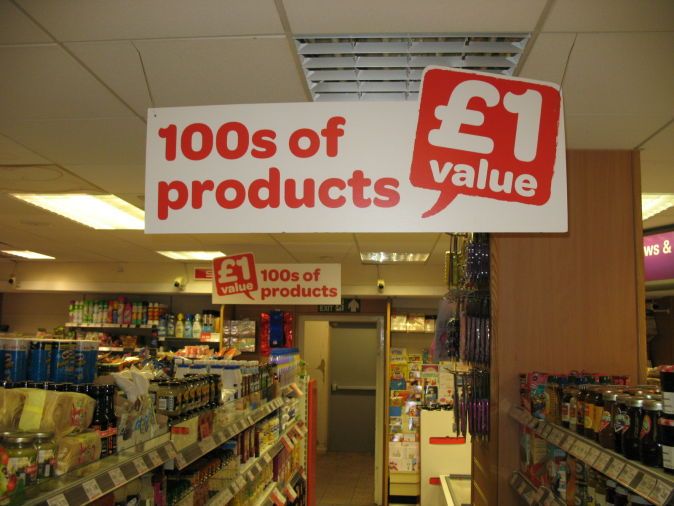 100s of
products
£1
value
£1
value
100s of
products
EXIT
ws &